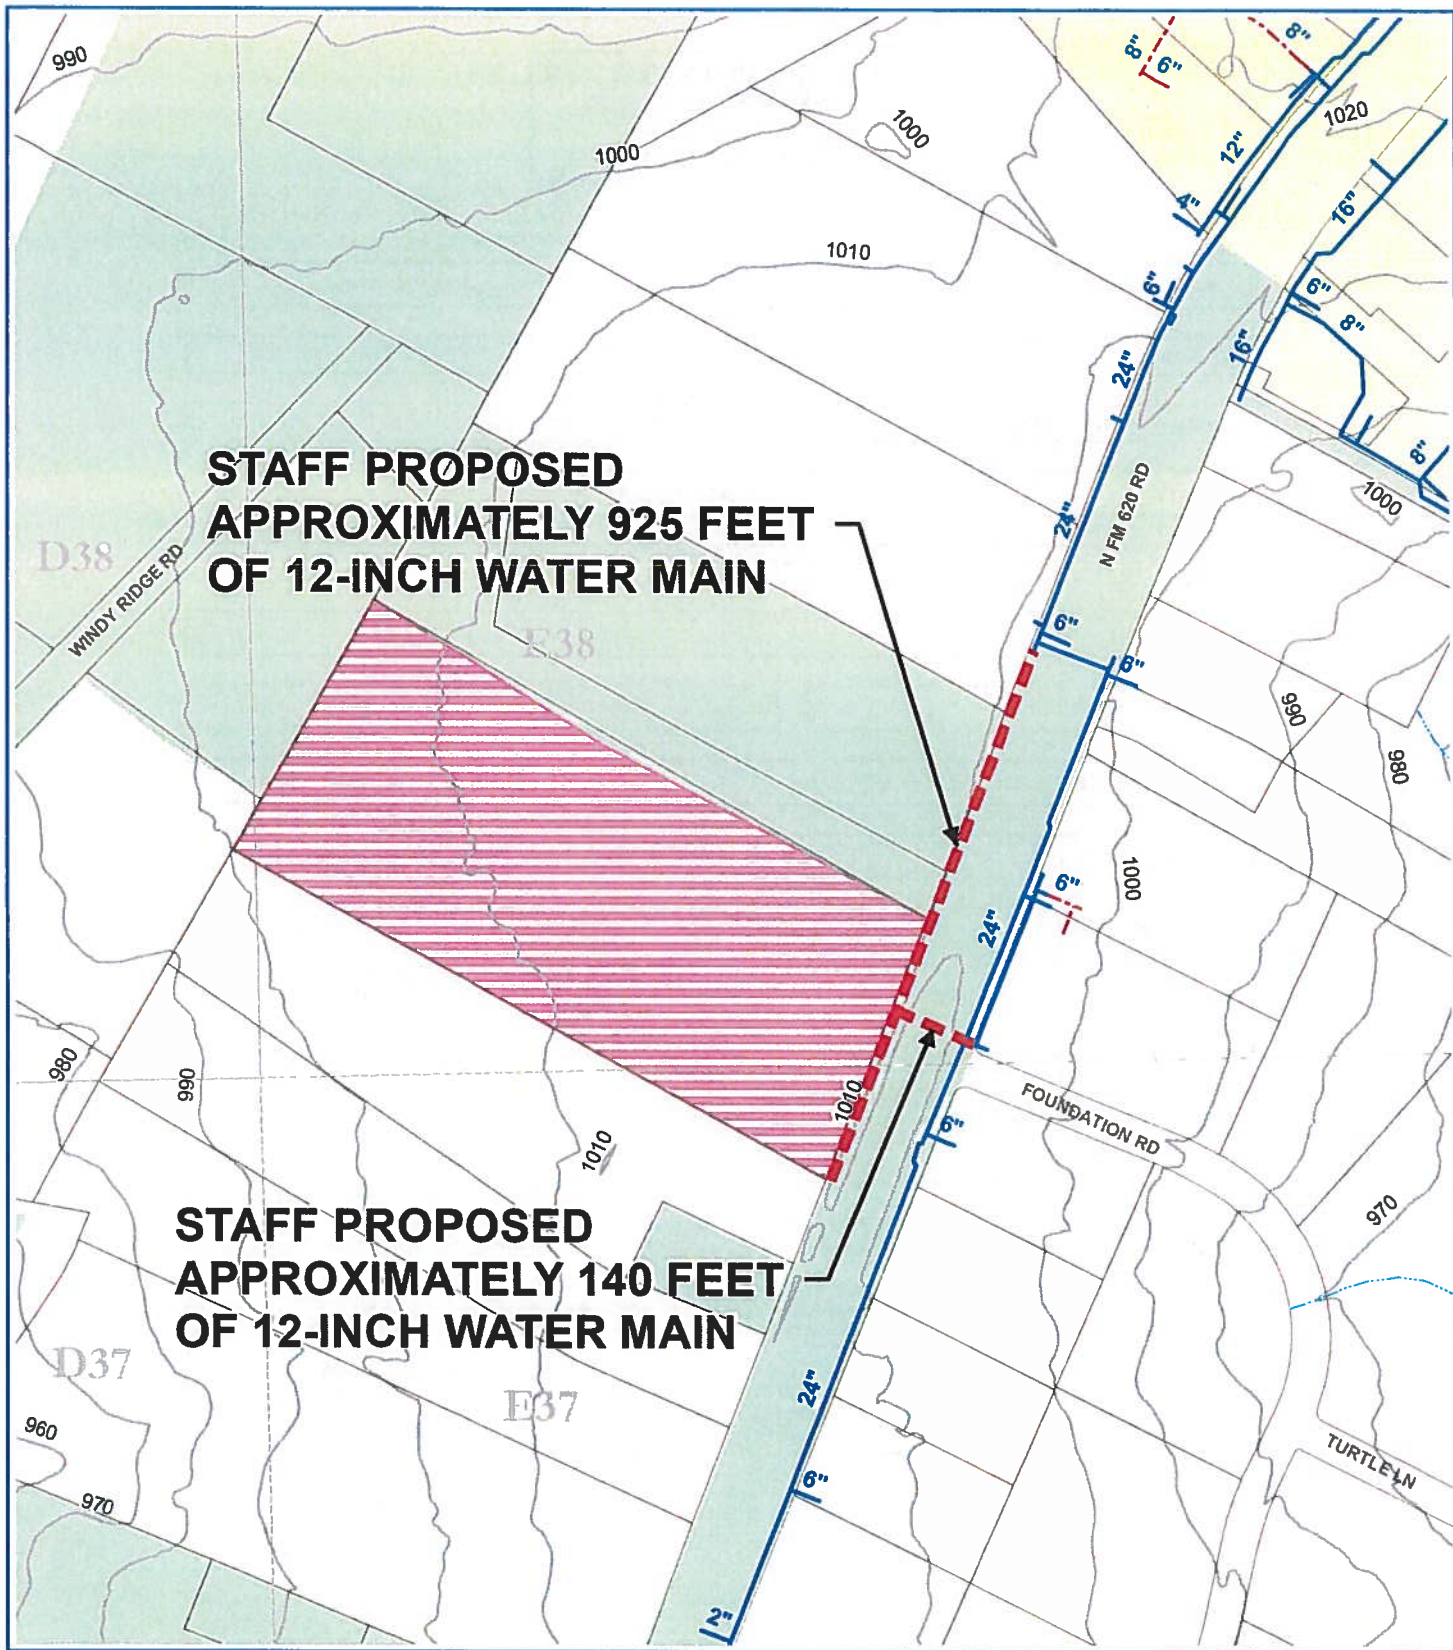 990
8"
6"
8"
1020
1000
1000
12"
4"
16"
1010
6"
6"
8"
16"
24"
STAFF PROPOSED
APPROXIMATELY 925 FEET
OF 12-INCH WATER MAIN
8"
1000
24"
N FM 620 RD
D38
WINDY RIDGE RD
E38
6"
6"
990
980
1000
6"
24"
980
990
1010
1010
FOUNDATION RD
6"
970
STAFF PROPOSED
APPROXIMATELY 140 FEET
OF 12-INCH WATER MAIN
D37
E37
24"
960
970
TURTLE LN
6"
2"